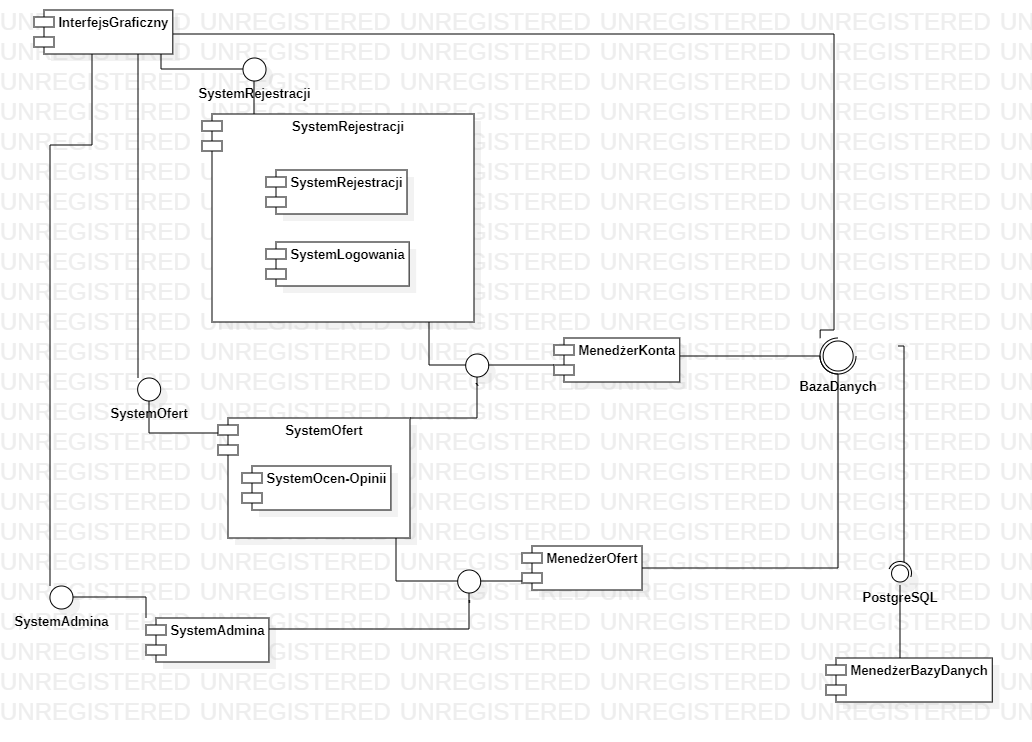 InterfejsGraficzny
SystemRejestracji
SystemRejestracji
SystemRejestracji
SystemLogowania
MenedżerKonta
BazaDanych
SystemOfert
SystemOfert
SystemOcen-Opinii
MenedżerOfert
PostgreSQL
SystemAdmina
SystemAdmina
MenedżerBazyDanych
UNREGISTERED